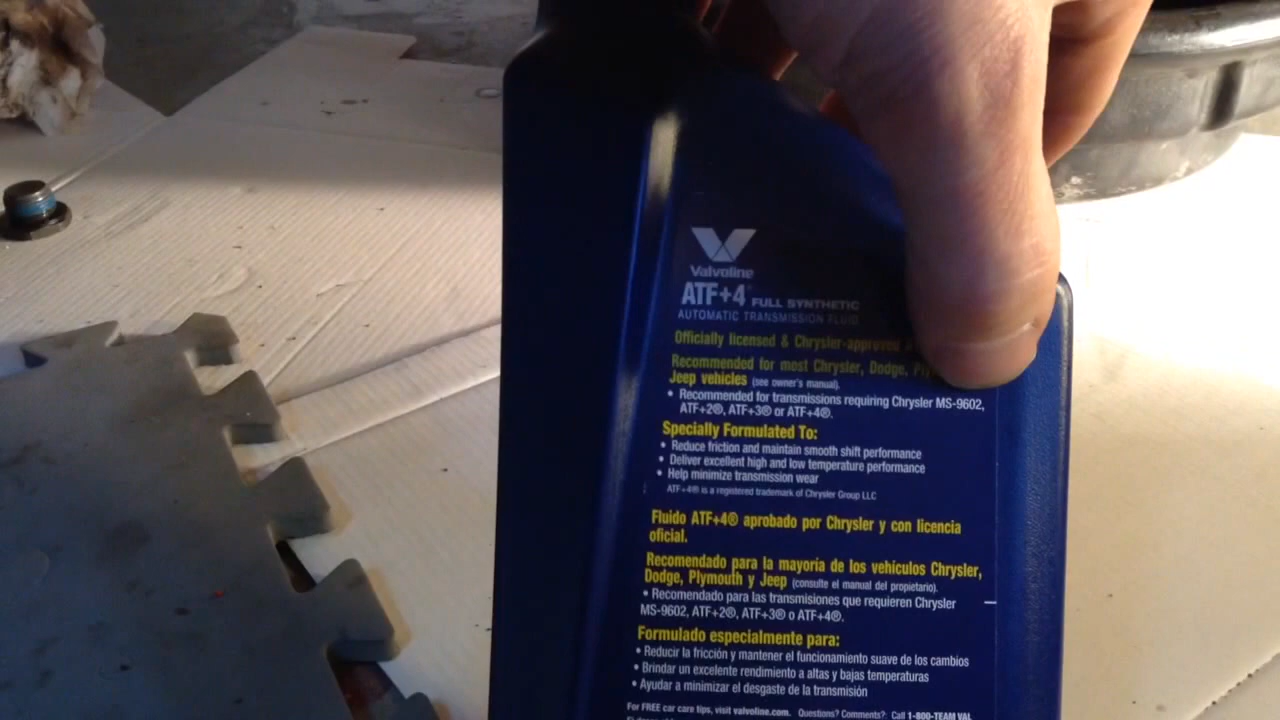 Valvoline
ATF+4® FULL SYNTHETIC
AUTOMATIC TRANSMISSION FLUID
Officially licensed & Chrysler-approved
Recommended for most Chrysler, Dodge,
Jeep vehicles (see owner's manual).
• Recommended for transmissions requiring Chrysler MS-9602,
ATF+2®, ATF+3® or ATF+4®.
Specially Formulated To:
• Reduce friction and maintain smooth shift performance
• Deliver excellent high and low temperature performance
• Help minimize transmission wear
ATF+4® is a registered trademark of Chrysler Group LLC
Fluido ATF+4® aprobado por Chrysler y con licencia
oficial.
Recomendado para la mayoría de los vehículos Chrysler,
Dodge, Plymouth y Jeep (consulte el manual del propietario).
• Recomendado para las transmisiones que requieren Chrysler
MS-9602, ATF+2®, ATF+3® o ATF+4®.
Formulado especialmente para:
• Reducir la fricción y mantener el funcionamiento suave de los cambios
• Brindar un excelente rendimiento a altas y bajas temperaturas
• Ayudar a minimizar el desgaste de la transmisión
For FREE car care tips, visit valvoline.com. Questions? Comments? Call 1-800-TEAM VAL